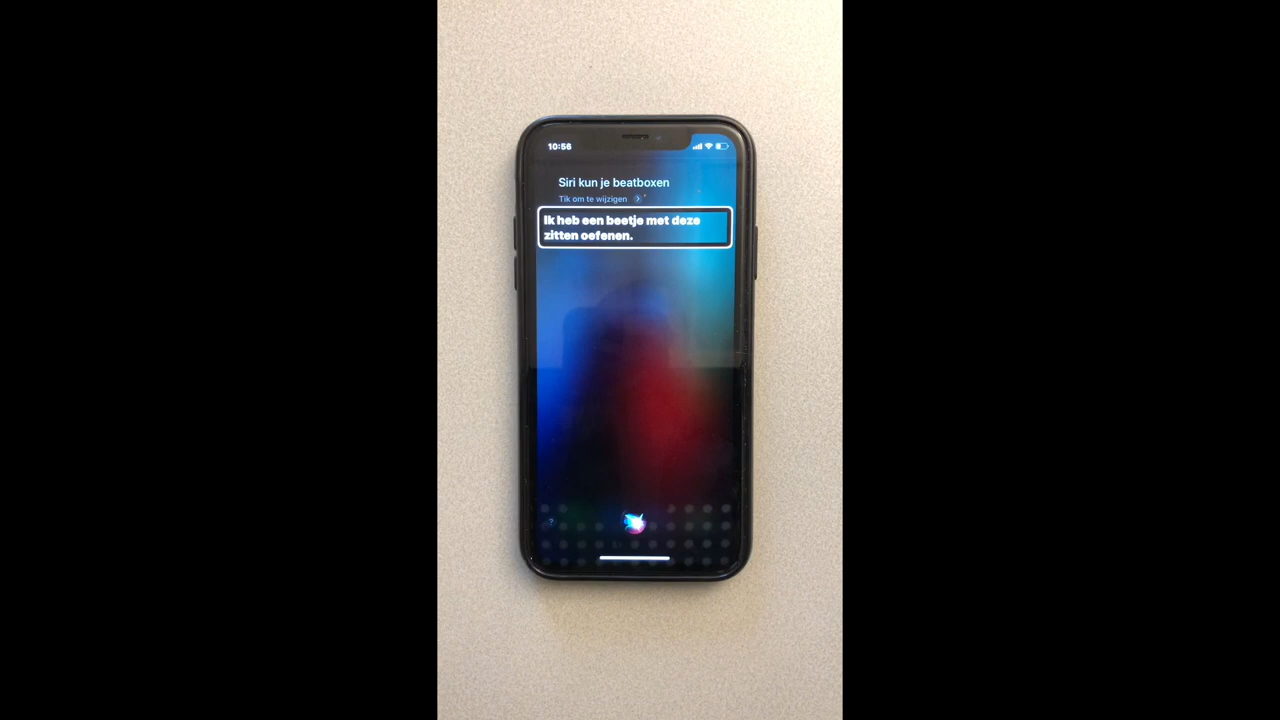 10:56
Siri kun je beatboxen
Tik om te wijzigen
Ik heb een beetje met deze
zitten oefenen.
?